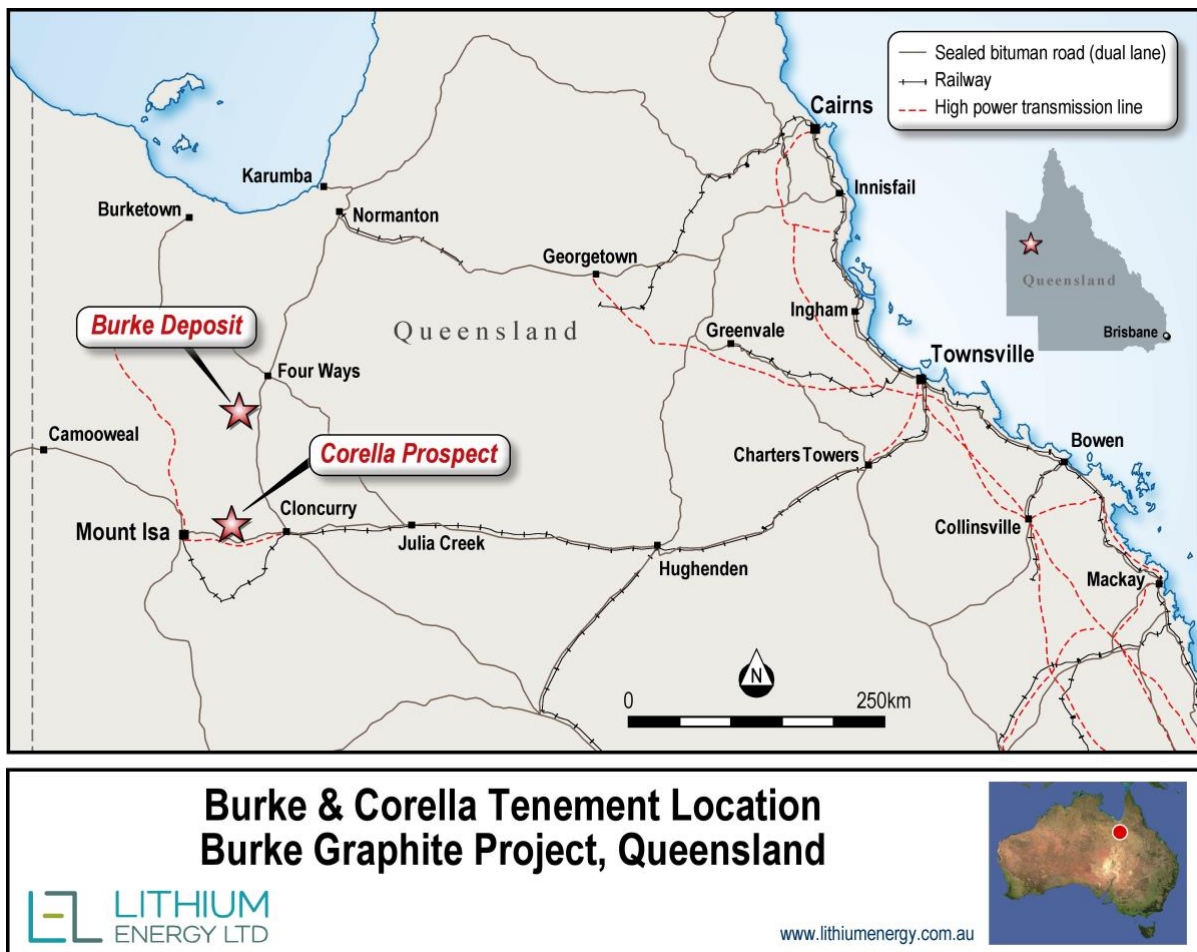 Sealed bituman road (dual lane)
Railway
High power transmission line
Cairns
Karumba
Innisfail
Burketown
Normanton
Georgetown
Queensland
Brisbane
Burke Deposit
Queensland
Ingham
Greenvale
Townsville
Four Ways
Camooweal
Corella Prospect
Charters Towers
Bowen
Cloncurry
Mount Isa
Julia Creek
Collinsville
Hughenden
Mackay
N
0 250km
Burke & Corella Tenement Location
Burke Graphite Project, Queensland
LE LITHIUM
ENERGY LTD
www.lithiumenergy.com.au